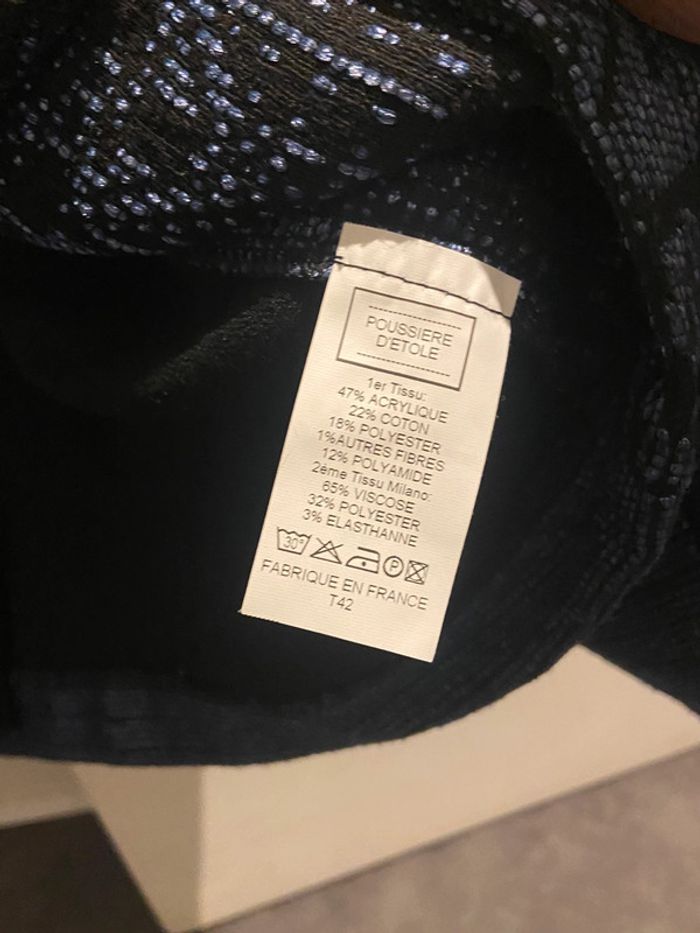 POUSSIERE
D'ETOLE
1er Tissu:
47% ACRYLIQUE
22% COTON
18% POLYESTER
1%AUTRES FIBRES
12% POLYAMIDE
2ème Tissu Milano:
65% VISCOSE
32% POLYESTER
3% ELASTHANNE
30° P
FABRIQUE EN FRANCE
T42